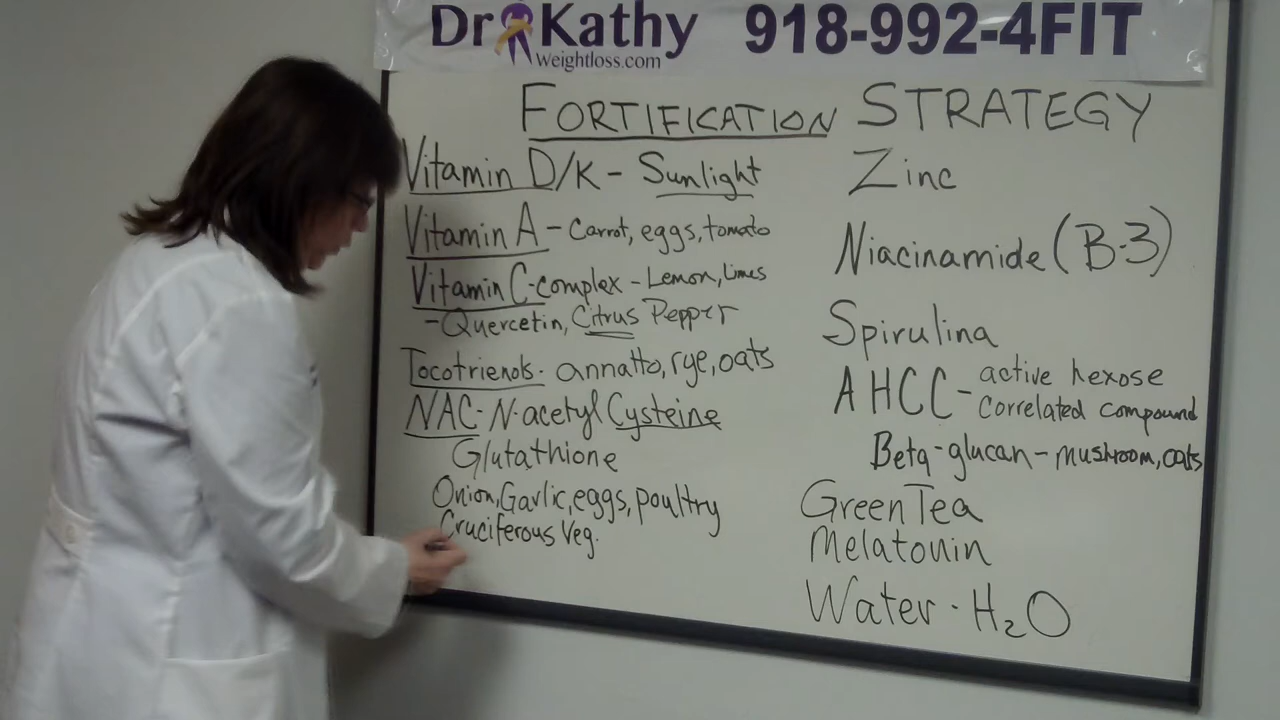 Dr Kathy 918-992-4FIT
Weightloss.com
FORTIFICATION STRATEGY
Vitamin D/K - Sunlight
Vitamin A - Carrot, eggs, tomato
Vitamin C-complex - Lemon, Limes
- Quercetin, Citrus Pepper
Tocotrienols. annatto, rye, oats
NAC- N-acetyl Cysteine
Glutathione
Onion, Garlic, eggs, poultry
Cruciferous Veg.
Zinc
Niacinamide (B-3)
Spirulina
AHCC - active hexose
correlated compound
Beta-glucan - mushroom, oats
Green Tea
Melatonin
Water · H₂O